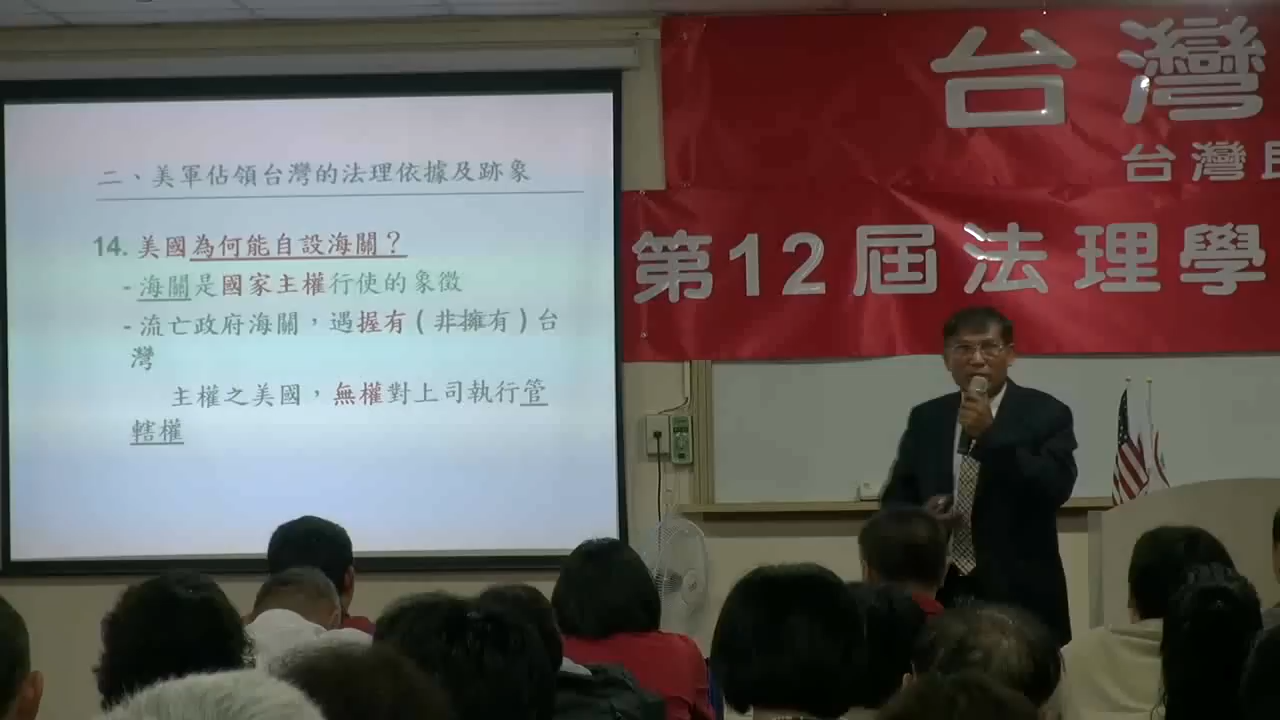 二、美軍佔領台灣的法理依據及跡象
14. 美國為何能自設海關？
- 海關是國家主權行使的象徵
- 流亡政府海關，遇握有(非擁有)台
灣
主權之美國，無權對上司執行管
轄權
台灣
台灣民
第12屆法理學